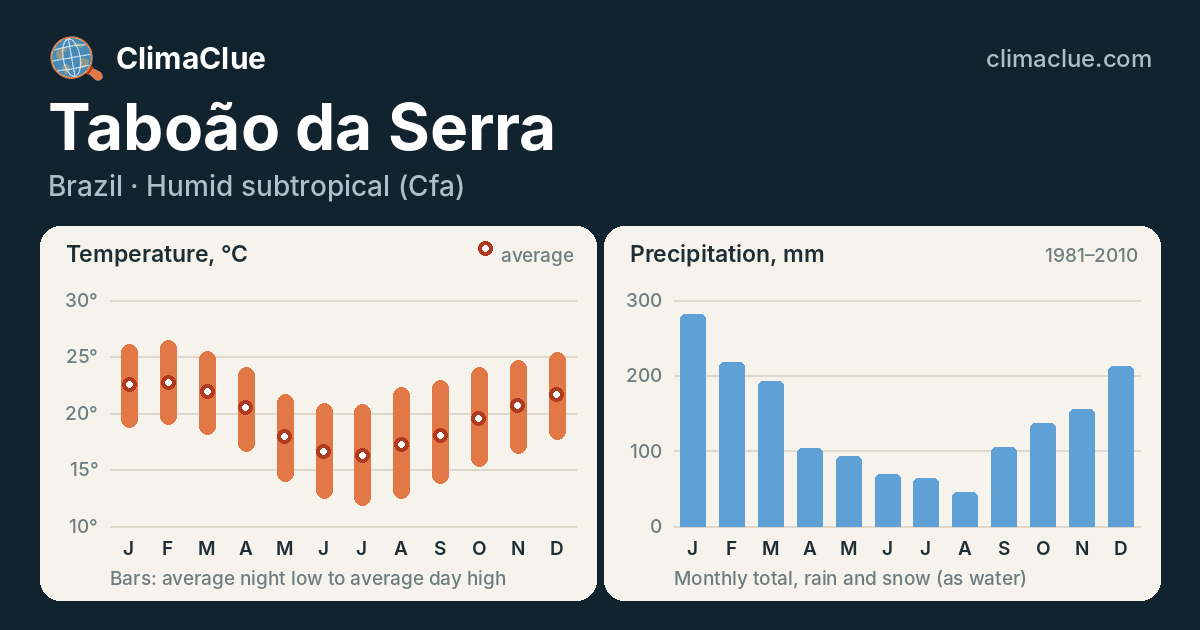 ClimaClue
climaclue.com
Taboão da Serra
Brazil · Humid subtropical (Cfa)
Temperature, °C
average
30°
25°
20°
15°
10°
J F M A M J J A S O N D
Bars: average night low to average day high
Precipitation, mm
1981–2010
300
200
100
0
J F M A M J J A S O N D
Monthly total, rain and snow (as water)